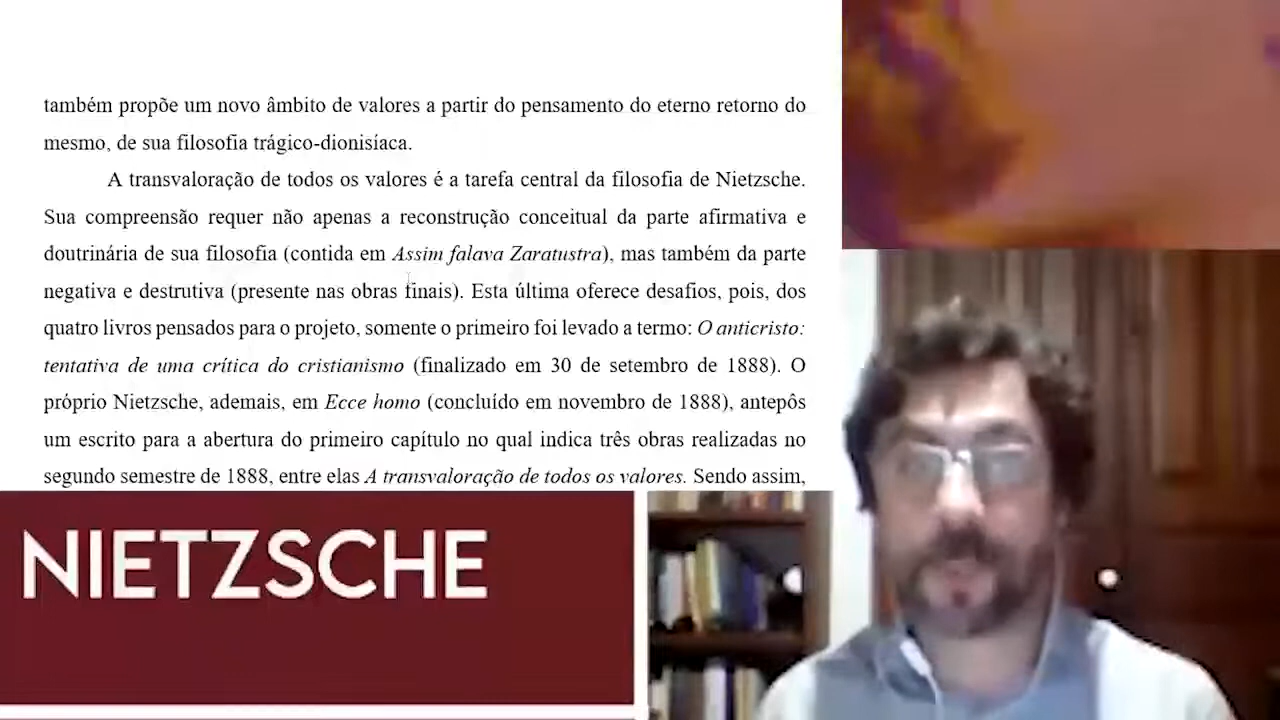 também propõe um novo âmbito de valores a partir do pensamento do eterno retorno do
mesmo, de sua filosofia trágico-dionisíaca.
A transvaloração de todos os valores é a tarefa central da filosofia de Nietzsche.
Sua compreensão requer não apenas a reconstrução conceitual da parte afirmativa e
doutrinária de sua filosofia (contida em Assim falava Zaratustra), mas também da parte
negativa e destrutiva (presente nas obras finais). Esta última oferece desafios, pois, dos
quatro livros pensados para o projeto, somente o primeiro foi levado a termo: O anticristo:
tentativa de uma crítica do cristianismo (finalizado em 30 de setembro de 1888). O
próprio Nietzsche, ademais, em Ecce homo (concluído em novembro de 1888), antepôs
um escrito para a abertura do primeiro capítulo no qual indica três obras realizadas no
segundo semestre de 1888, entre elas A transvaloração de todos os valores. Sendo assim,
NIETZSCHE